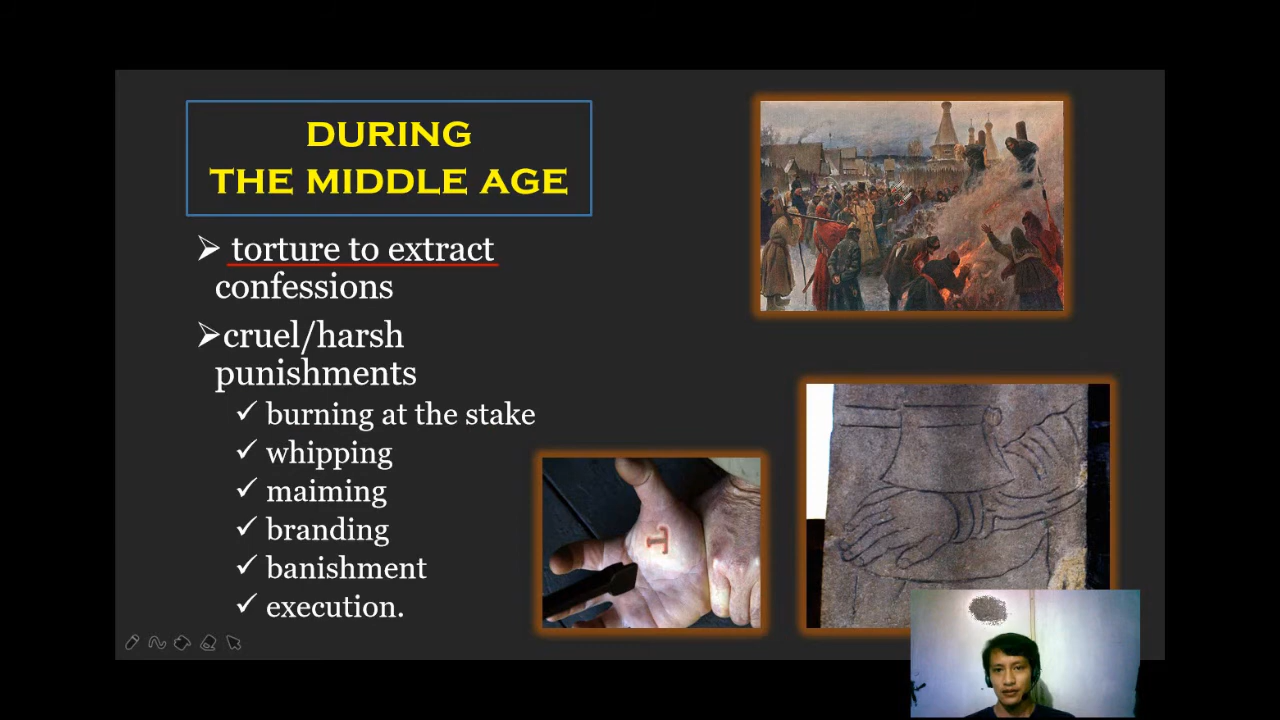 DURING
THE MIDDLE AGE
torture to extract
confessions
cruel/harsh
punishments
burning at the stake
whipping
maiming
branding
banishment
execution.
T